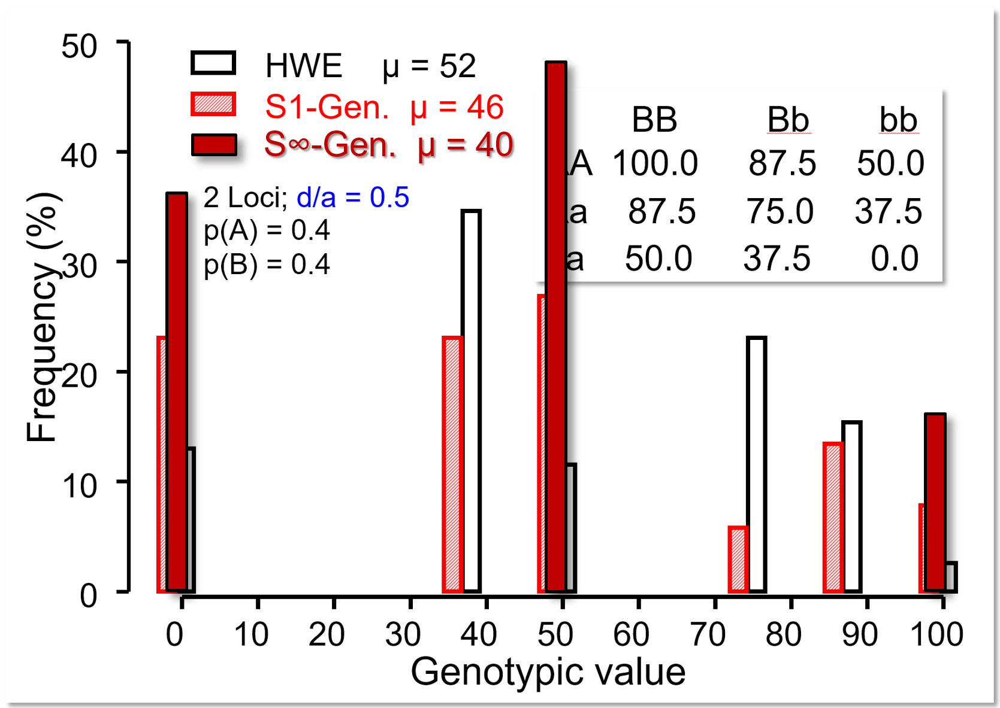 50
40
30
20
10
0
Frequency (%)
HWE μ = 52
S1-Gen. μ = 46
S∞-Gen. μ = 40
2 Loci; d/a = 0.5
p(A) = 0.4
p(B) = 0.4
BB Bb bb
A 100.0 87.5 50.0
a 87.5 75.0 37.5
a 50.0 37.5 0.0
0 10 20 30 40 50 60 70 80 90 100
Genotypic value